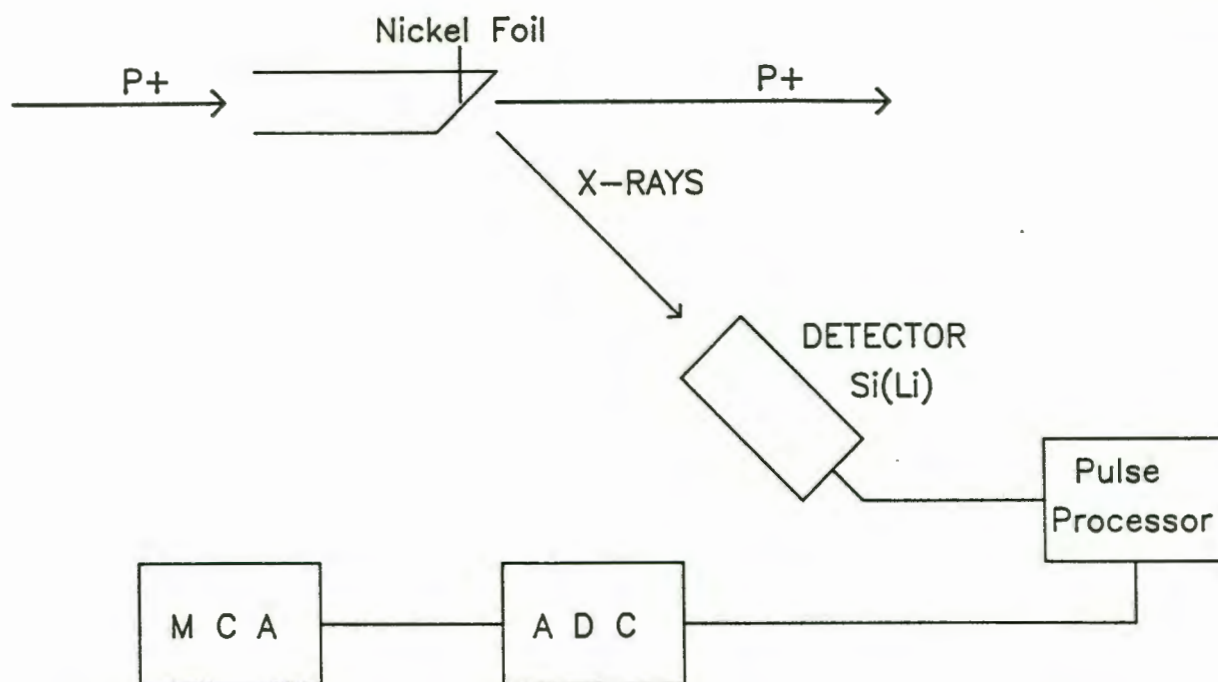 Nickel Foil
P+
P+
X-RAYS
DETECTOR
Si(Li)
Pulse
Processor
M C A
A D C